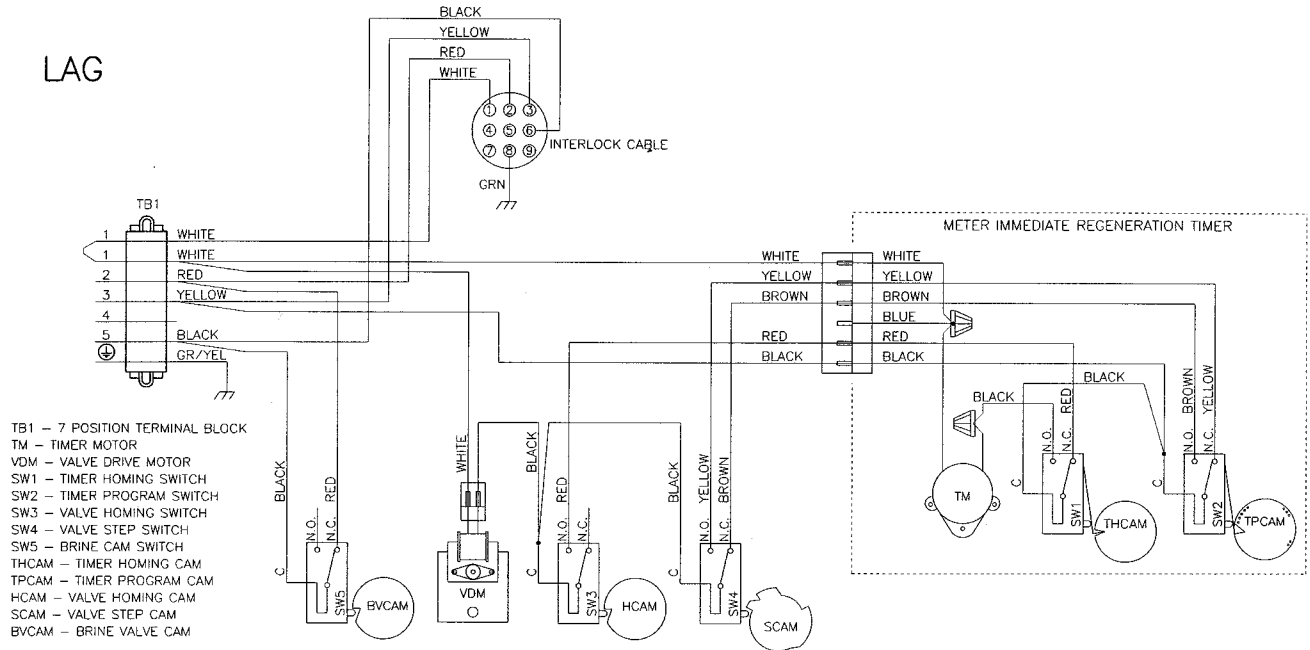 LAG
BLACK
YELLOW
RED
WHITE
1 2 3
4 5 6
7 8 9
INTERLOCK CABLE
GRN
TB1
1 WHITE
1 WHITE
2 RED
3 YELLOW
4
5 BLACK
GR/YEL
METER IMMEDIATE REGENERATION TIMER
WHITE WHITE
YELLOW YELLOW
BROWN BROWN
BLUE
RED RED
BLACK BLACK
BLACK
BLACK
N.O.
N.C. RED
N.O. BROWN
N.C. YELLOW
C
C
TM
SW1
THCAM
SW2
TPCAM
TB1 – 7 POSITION TERMINAL BLOCK
TM – TIMER MOTOR
VDM – VALVE DRIVE MOTOR
SW1 – TIMER HOMING SWITCH
SW2 – TIMER PROGRAM SWITCH
SW3 – VALVE HOMING SWITCH
SW4 – VALVE STEP SWITCH
SW5 – BRINE CAM SWITCH
THCAM – TIMER HOMING CAM
TPCAM – TIMER PROGRAM CAM
HCAM – VALVE HOMING CAM
SCAM – VALVE STEP CAM
BVCAM – BRINE VALVE CAM
BLACK
C
N.O.
N.C. RED
SW5
BVCAM
WHITE
VDM
BLACK
C
N.O. RED
N.C.
SW3
HCAM
BLACK
C
N.O. YELLOW
N.C. BROWN
SW4
SCAM